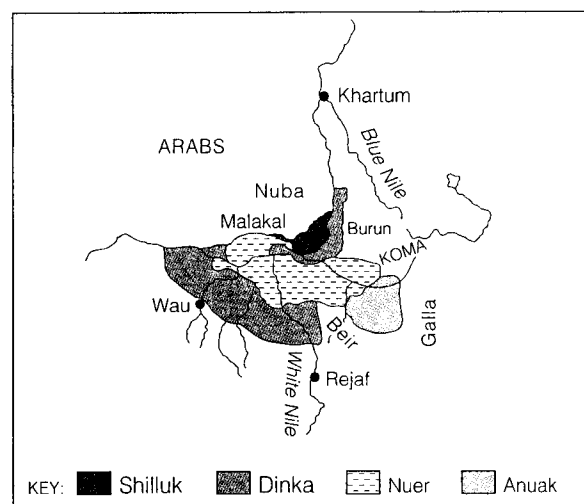 Khartum
Blue Nile
ARABS
Nuba
Malakal
Burun
KOMA
Wau
Beir
Galla
White Nile
Rejaf
KEY: Shilluk Dinka Nuer Anuak